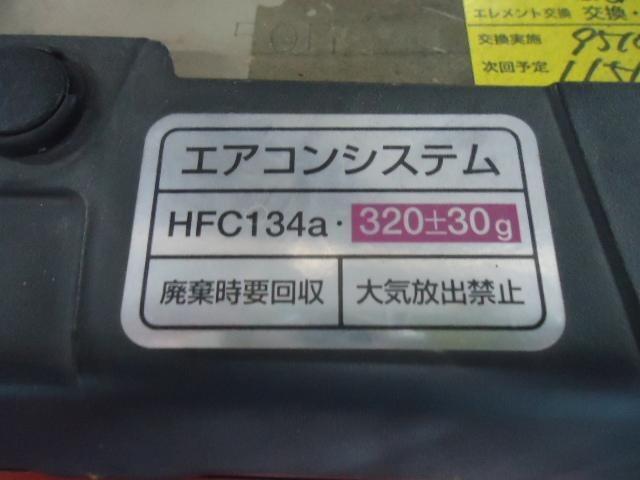 エレメント交換 交換・
交換実施
次回予定
エアコンシステム
HFC134a・320±30g
廃棄時要回収 大気放出禁止